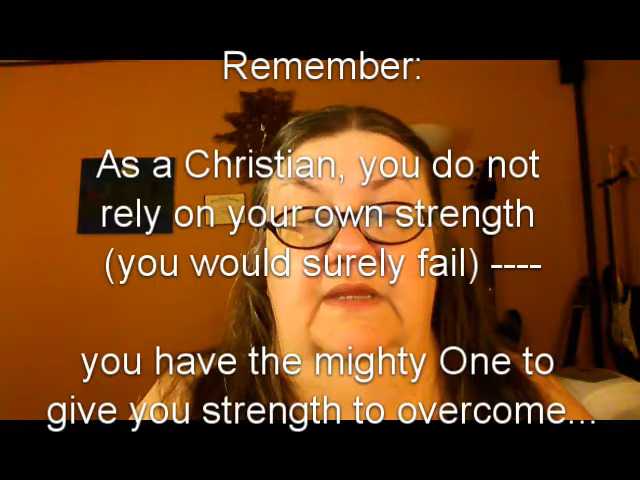 Remember:
As a Christian, you do not
rely on your own strength
(you would surely fail) ----
you have the mighty One to
give you strength to overcome...